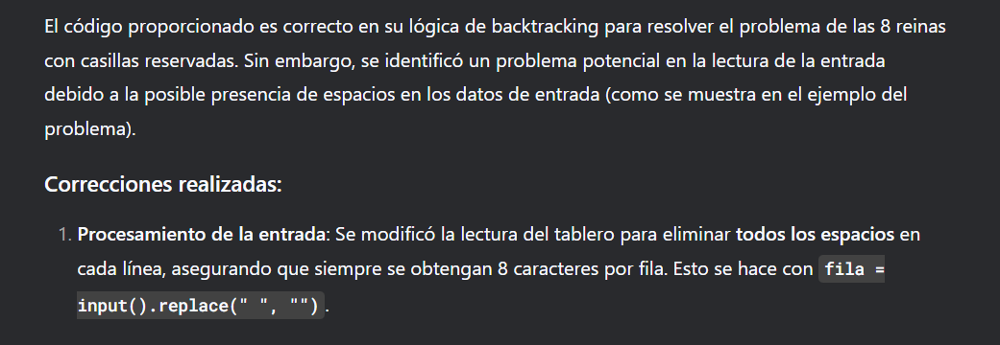 El código proporcionado es correcto en su lógica de backtracking para resolver el problema de las 8 reinas
con casillas reservadas. Sin embargo, se identificó un problema potencial en la lectura de la entrada
debido a la posible presencia de espacios en los datos de entrada (como se muestra en el ejemplo del
problema).
Correcciones realizadas:
1. Procesamiento de la entrada: Se modificó la lectura del tablero para eliminar todos los espacios en
cada línea, asegurando que siempre se obtengan 8 caracteres por fila. Esto se hace con fila =
input().replace(" ", "").